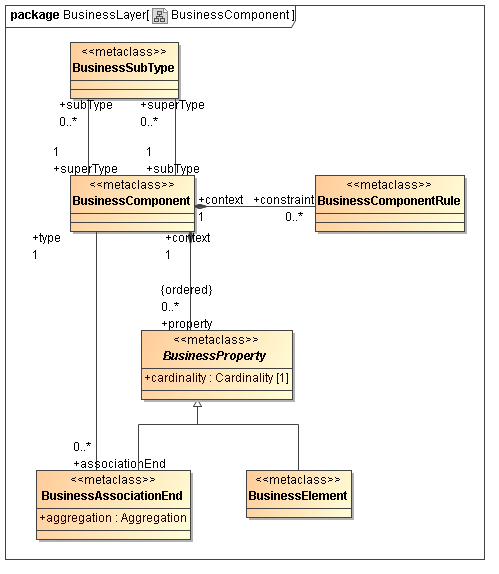 package BusinessLayer[ BusinessComponent ]
<<metaclass>>
BusinessSubType
+subType +superType
0..* 0..*
1 1
+superType +subType
<<metaclass>>
BusinessComponent
+context +constraint
1 0..*
<<metaclass>>
BusinessComponentRule
+type +context
1 1
{ordered}
0..*
+property
<<metaclass>>
BusinessProperty
+cardinality : Cardinality [1]
0..*
+associationEnd
<<metaclass>>
BusinessAssociationEnd
+aggregation : Aggregation
<<metaclass>>
BusinessElement